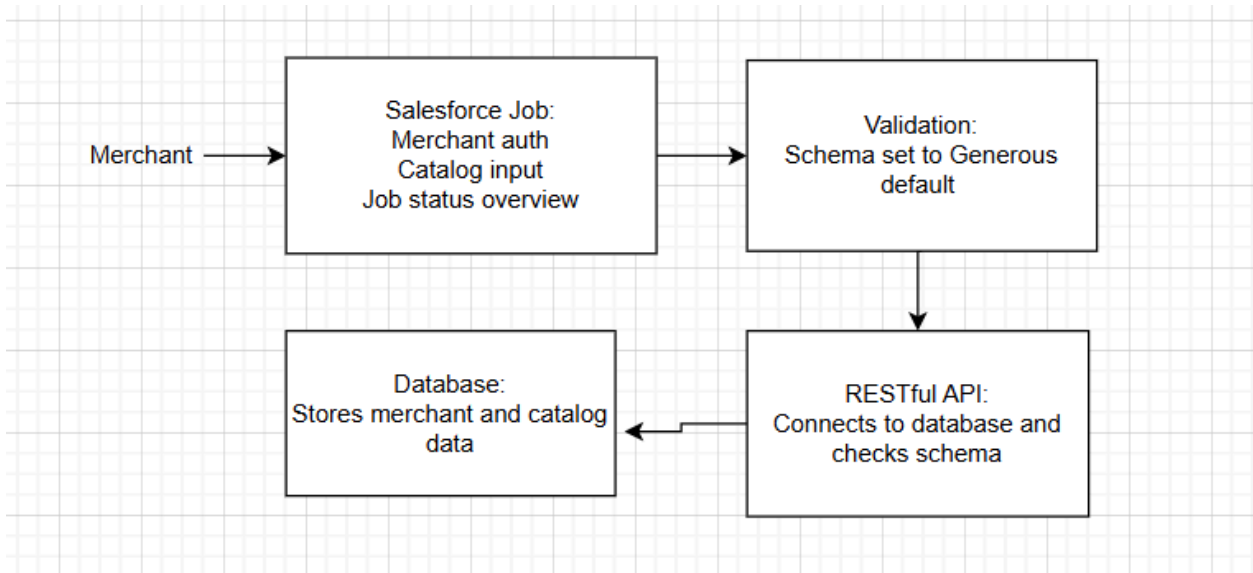 Merchant
Salesforce Job:
Merchant auth
Catalog input
Job status overview
Validation:
Schema set to Generous
default
RESTful API:
Connects to database and
checks schema
Database:
Stores merchant and catalog
data